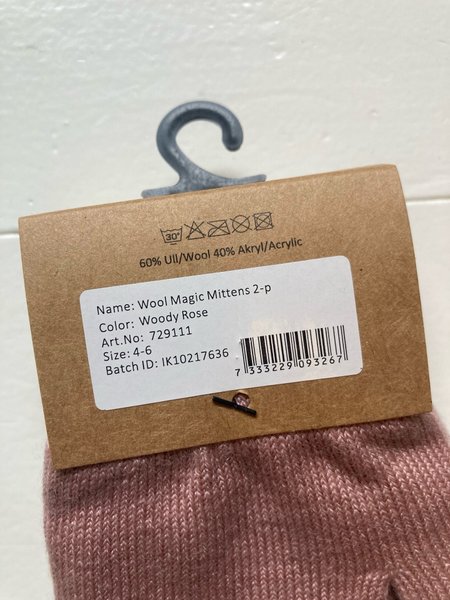 30°
60% Ull/Wool 40% Akryl/Acrylic
Name: Wool Magic Mittens 2-p
Color: Woody Rose
Art.No: 729111
Size: 4-6
Batch ID: IK10217636
7 333229 093267